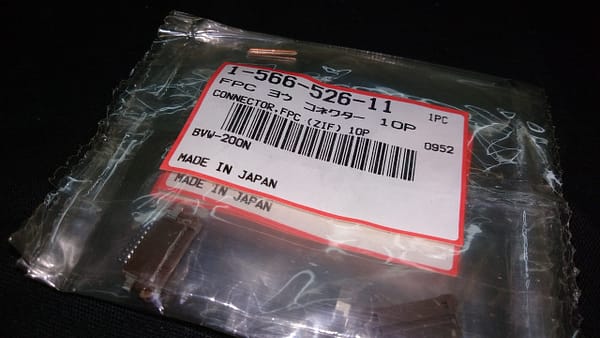 1-566-526-11
1PC
FPC ヨウ コネクター 10P
CONNECTOR,FPC (ZIF) 10P
0952
BVW-200N
MADE IN JAPAN
MADE IN JAPAN